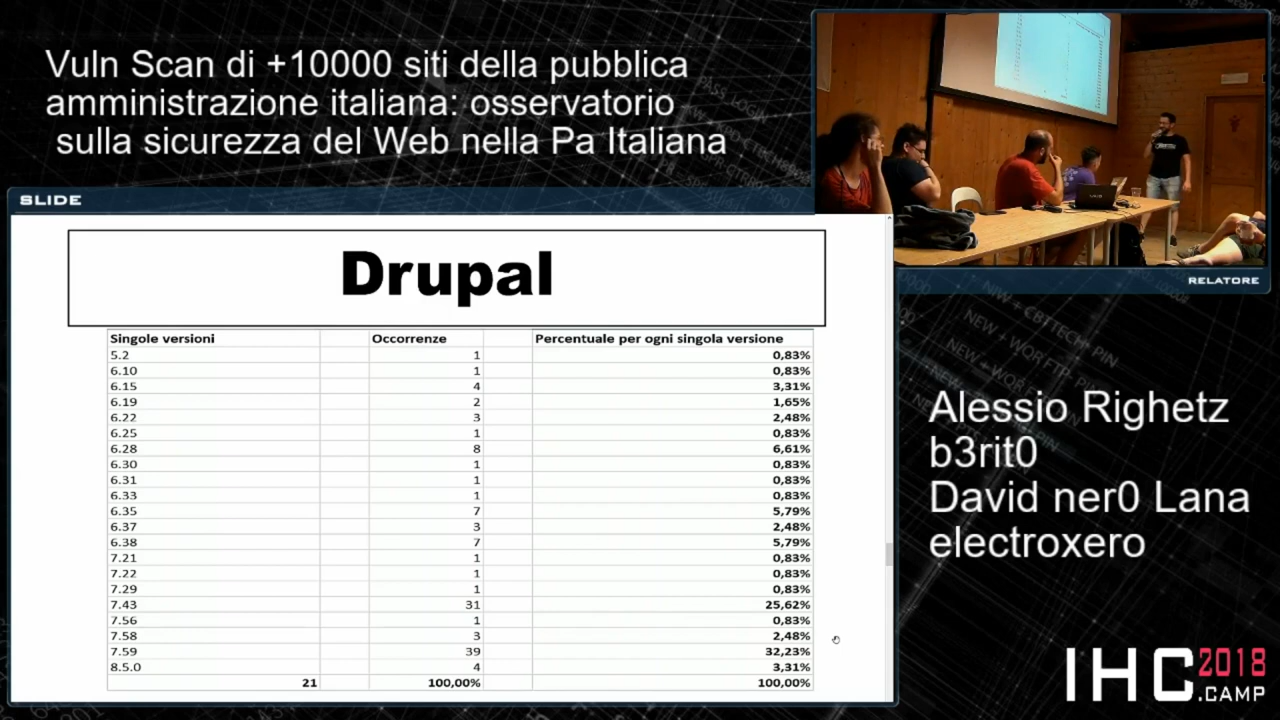 Vuln Scan di +10000 siti della pubblica
amministrazione italiana: osservatorio
sulla sicurezza del Web nella Pa Italiana
SLIDE
Drupal
Singole versioni Occorrenze Percentuale per ogni singola versione
5.2 1 0,83%
6.10 1 0,83%
6.15 4 3,31%
6.19 2 1,65%
6.22 3 2,48%
6.25 1 0,83%
6.28 8 6,61%
6.30 1 0,83%
6.31 1 0,83%
6.33 1 0,83%
6.35 7 5,79%
6.37 3 2,48%
6.38 7 5,79%
7.21 1 0,83%
7.22 1 0,83%
7.29 1 0,83%
7.43 31 25,62%
7.56 1 0,83%
7.58 3 2,48%
7.59 39 32,23%
8.5.0 4 3,31%
21 100,00% 100,00%
RELATORE
NEW + WOR FTP- PIN
Alessio Righetz
b3rit0
David ner0 Lana
electroxero
IHC 2018
.CAMP